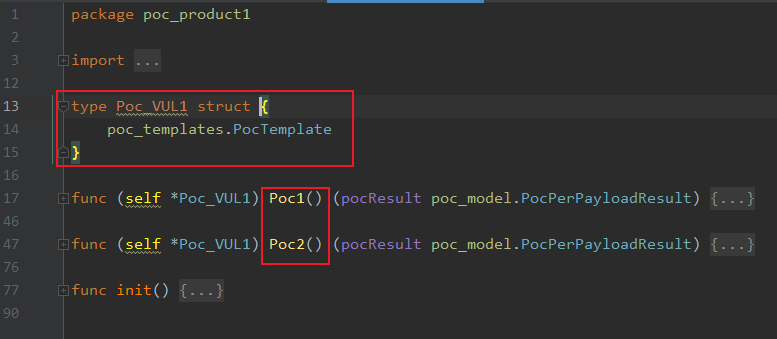 1 package poc_product1
2
3 import ...
12
13 type Poc_VUL1 struct {
14 poc_templates.PocTemplate
15 }
16
17 func (self *Poc_VUL1) Poc1() (pocResult poc_model.PocPerPayloadResult) {...}
46
47 func (self *Poc_VUL1) Poc2() (pocResult poc_model.PocPerPayloadResult) {...}
76
77 func init() {...}
90